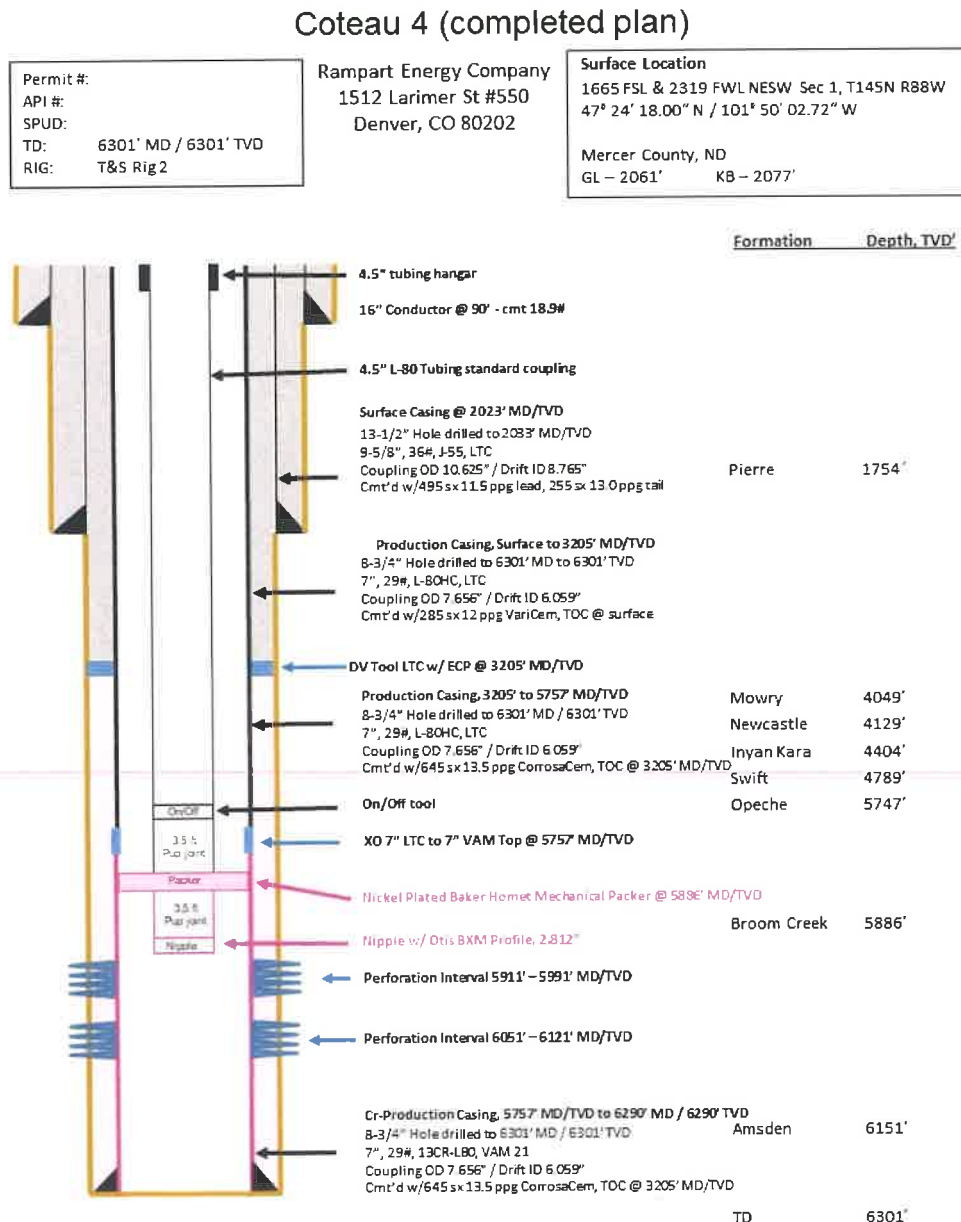 Coteau 4 (completed plan)
Permit #:
API #:
SPUD:
TD: 6301' MD / 6301' TVD
RIG: T&S Rig 2
Rampart Energy Company
1512 Larimer St #550
Denver, CO 80202
Surface Location
1665 FSL & 2319 FWL NESW Sec 1, T145N R88W
47° 24' 18.00" N / 101° 50' 02.72" W
Mercer County, ND
GL – 2061' KB – 2077'
Formation Depth, TVD'
4.5" tubing hangar
16" Conductor @ 90' - cmt 18.9#
4.5" L-80 Tubing standard coupling
Surface Casing @ 2023' MD/TVD
13-1/2" Hole drilled to 2033' MD/TVD
9-5/8", 36#, J-55, LTC
Coupling OD 10.625" / Drift ID 8.765"
Cmt'd w/495 sx 11.5 ppg lead, 255 sx 13.0 ppg tail
Pierre 1754'
Production Casing, Surface to 3205' MD/TVD
8-3/4" Hole drilled to 6301' MD to 6301' TVD
7", 29#, L-80HC, LTC
Coupling OD 7.656" / Drift ID 6.059"
Cmt'd w/285 sx 12 ppg VariCem, TOC @ surface
DV Tool LTC w/ ECP @ 3205' MD/TVD
Production Casing, 3205' to 5757' MD/TVD
8-3/4" Hole drilled to 6301' MD / 6301' TVD
7", 29#, L-80HC, LTC
Coupling OD 7.656" / Drift ID 6.059"
Cmt'd w/645 sx 13.5 ppg CorrosaCem, TOC @ 3205' MD/TVD
Mowry 4049'
Newcastle 4129'
Inyan Kara 4404'
Swift 4789'
Opeche 5747'
On/Off
On/Off tool
3.5 ft
Pup joint
XO 7" LTC to 7" VAM Top @ 5757' MD/TVD
Packer
Nickel Plated Baker Hornet Mechanical Packer @ 5886' MD/TVD
3.5 ft
Pup joint
Broom Creek 5886'
Nipple
Nipple w/ Otis BXM Profile, 2.812"
Perforation Interval 5911' – 5991' MD/TVD
Perforation Interval 6051' – 6121' MD/TVD
Cr-Production Casing, 5757' MD/TVD to 6290' MD / 6290' TVD
8-3/4" Hole drilled to 6301' MD / 6301' TVD
7", 29#, 13CR-L80, VAM 21
Coupling OD 7.656" / Drift ID 6.059"
Cmt'd w/645 sx 13.5 ppg CorrosaCem, TOC @ 3205' MD/TVD
Amsden 6151'
TD 6301'